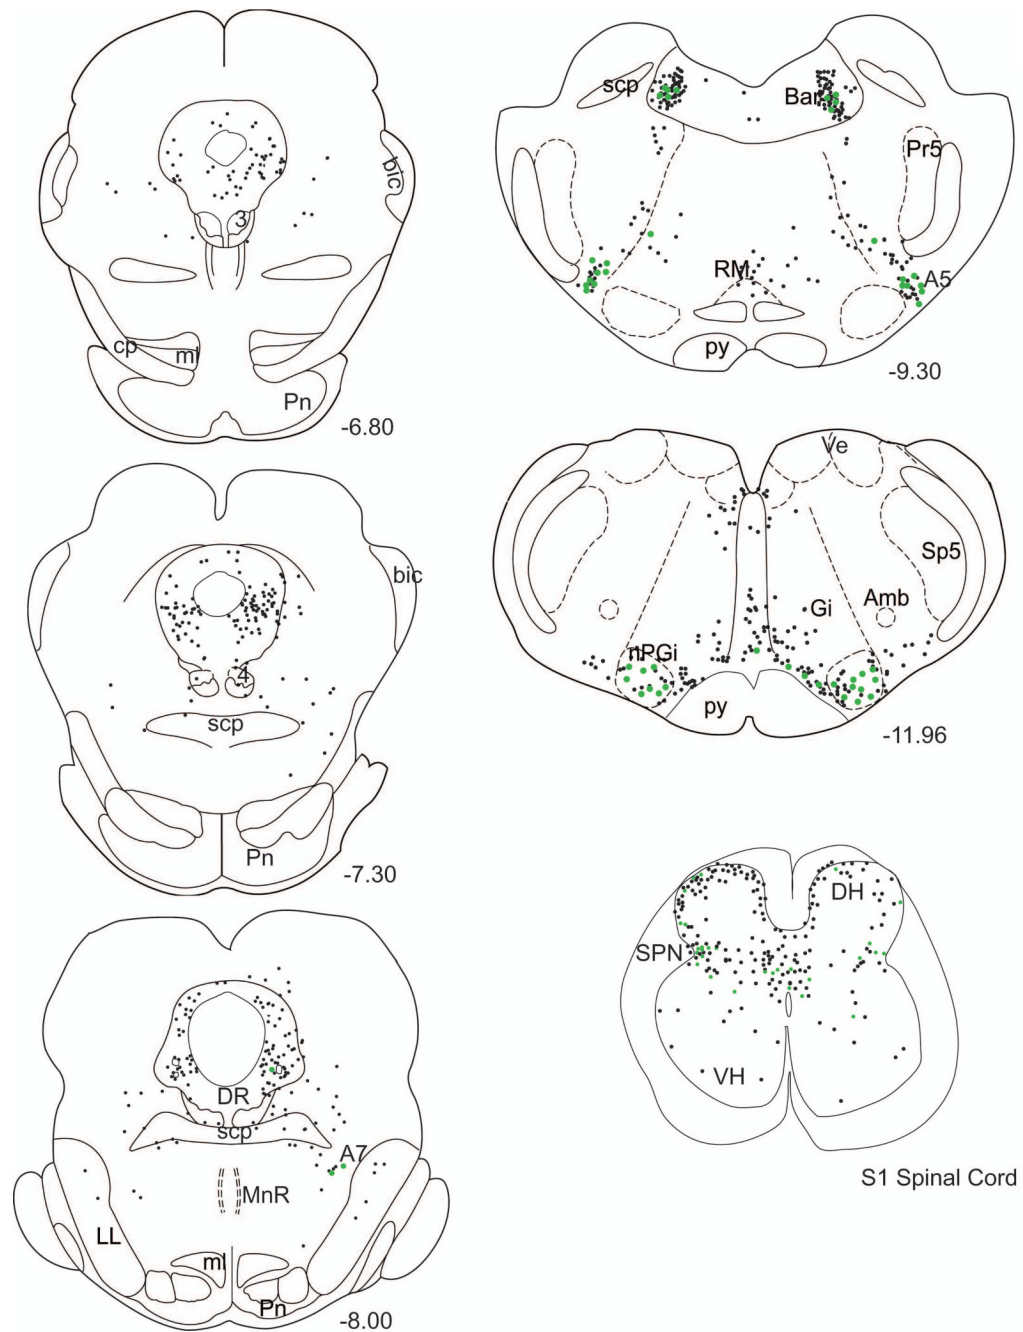 bic
3
cp
ml
Pn
-6.80
bic
4
scp
Pn
-7.30
DR
scp
A7
MnR
LL
ml
Pn
-8.00
scp
Bar
Pr5
RM
A5
py
-9.30
Ve
Sp5
Amb
Gi
nPGi
py
-11.96
DH
SPN
VH
S1 Spinal Cord